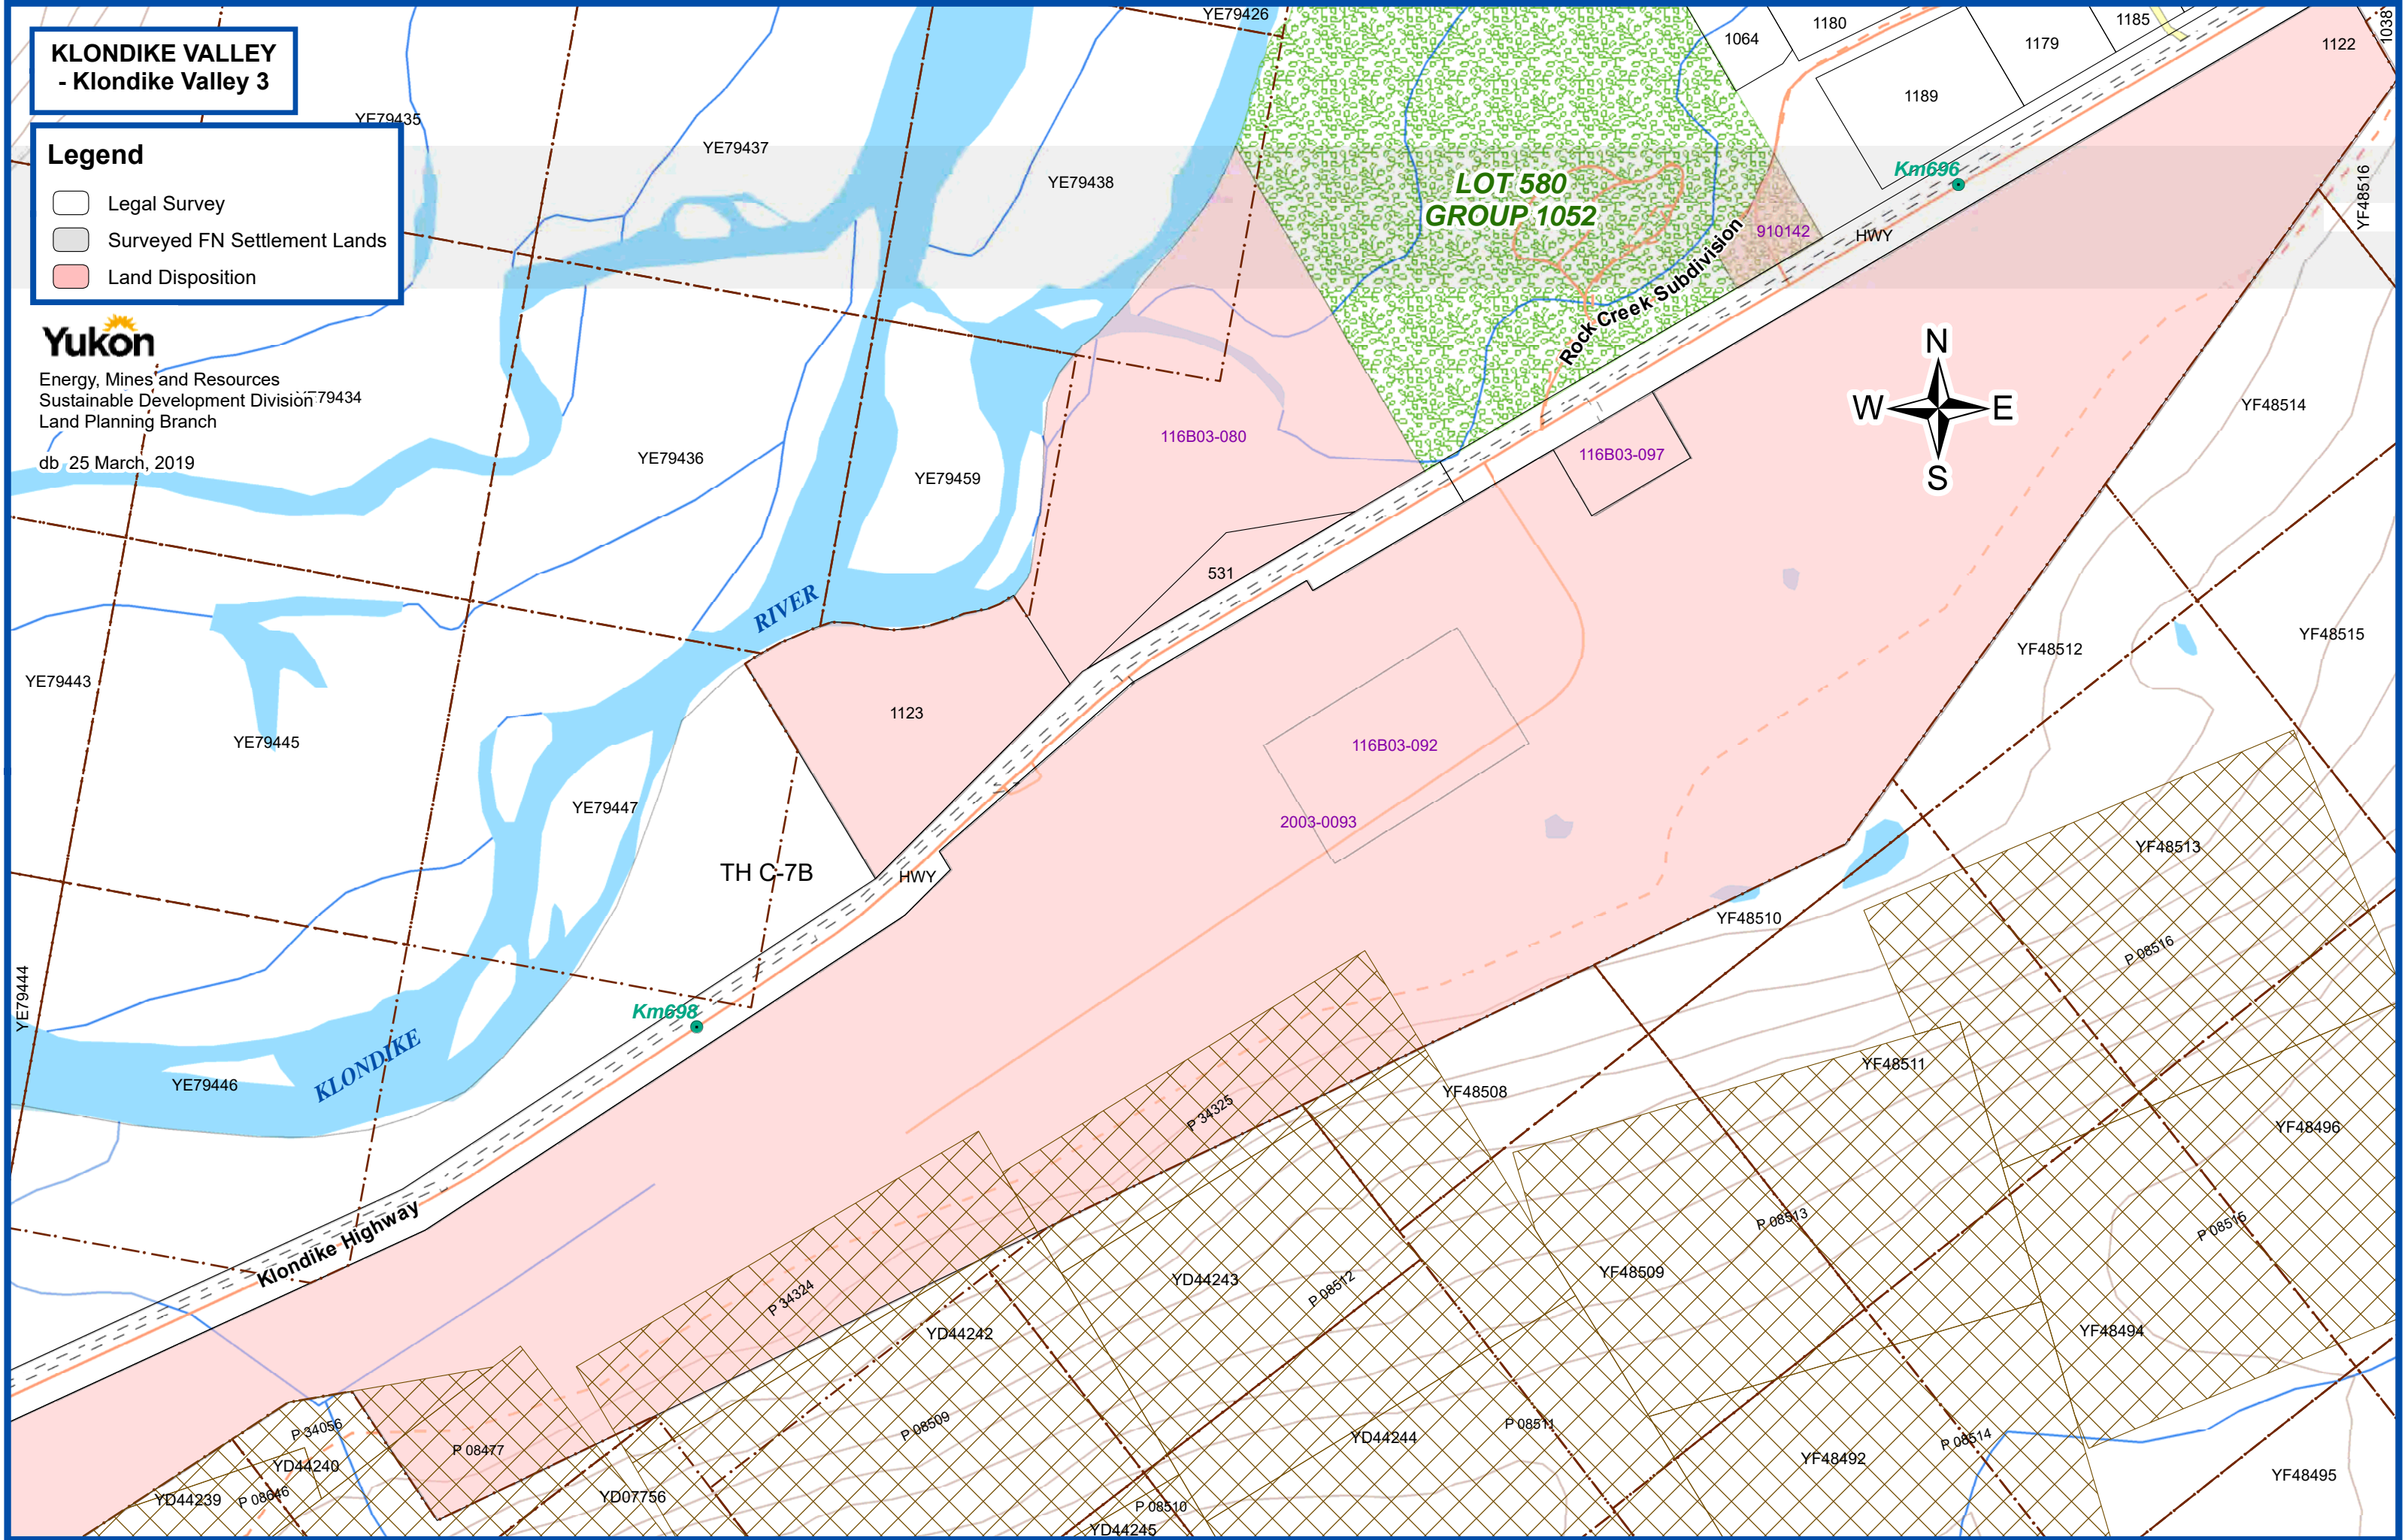 KLONDIKE VALLEY
- Klondike Valley 3
Legend
Legal Survey
Surveyed FN Settlement Lands
Land Disposition
Yukon
Energy, Mines and Resources
Sustainable Development Division
Land Planning Branch
db 25 March, 2019
YE79426
YE79435
YE79437
YE79438
1064
1180
1185
1179
1189
1122
1038
Km696
LOT 580
GROUP 1052
910142
HWY
Rock Creek Subdivision
YF48516
N
W
E
S
YF48514
116B03-080
116B03-097
YE79436
YE79459
531
RIVER
YF48512
YF48515
YE79443
YE79445
1123
116B03-092
2003-0093
YE79447
TH C-7B
HWY
YF48513
YF48510
P 08516
YE79444
Km698
KLONDIKE
YE79446
YF48508
YF48511
P 34325
YF48496
Klondike Highway
P 08513
P 08515
P 34324
YD44243
P 08512
YF48509
YD44242
YF48494
P 08509
P 08511
P 08514
P 34056
P 08477
YD44244
YF48492
YD44240
YF48495
YD44239
P 08646
YD07756
P 08510
YD44245